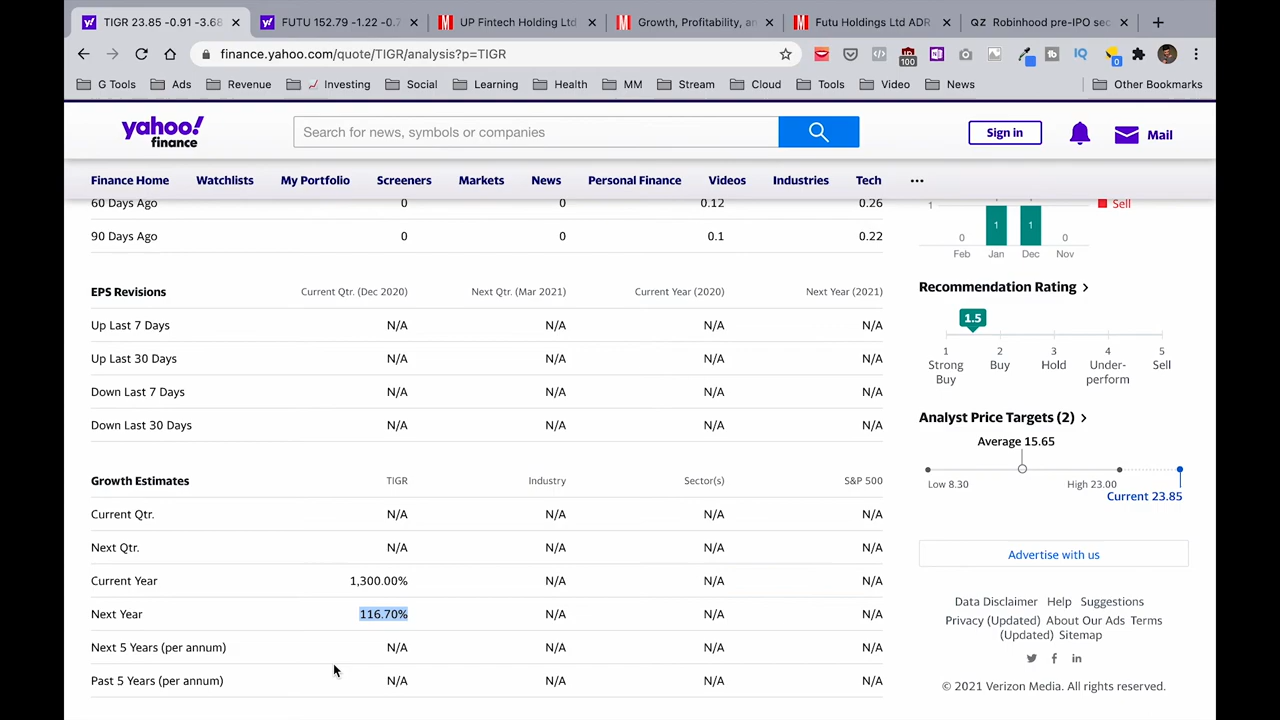 TIGR 23.85 -0.91 -3.68
FUTU 152.79 -1.22 -0.7
UP Fintech Holding Ltd
Growth, Profitability, an
Futu Holdings Ltd ADR
QZ Robinhood pre-IPO sec
finance.yahoo.com/quote/TIGR/analysis?p=TIGR
100
IQ
0
G Tools Ads Revenue Investing Social Learning Health MM Stream Cloud Tools Video News Other Bookmarks
yahoo!
finance
Search for news, symbols or companies
Sign in
Mail
Finance Home Watchlists My Portfolio Screeners Markets News Personal Finance Videos Industries Tech ...
60 Days Ago 0 0 0.12 0.26
90 Days Ago 0 0 0.1 0.22
EPS Revisions Current Qtr. (Dec 2020) Next Qtr. (Mar 2021) Current Year (2020) Next Year (2021)
Up Last 7 Days N/A N/A N/A N/A
Up Last 30 Days N/A N/A N/A N/A
Down Last 7 Days N/A N/A N/A N/A
Down Last 30 Days N/A N/A N/A N/A
Growth Estimates TIGR Industry Sector(s) S&P 500
Current Qtr. N/A N/A N/A N/A
Next Qtr. N/A N/A N/A N/A
Current Year 1,300.00% N/A N/A N/A
Next Year 116.70% N/A N/A N/A
Next 5 Years (per annum) N/A N/A N/A N/A
Past 5 Years (per annum) N/A N/A N/A N/A
1
Sell
0 1 1 0
Feb Jan Dec Nov
Recommendation Rating
1.5
1 2 3 4 5
Strong Buy Buy Hold Under-perform Sell
Analyst Price Targets (2)
Average 15.65
Low 8.30 High 23.00
Current 23.85
Advertise with us
Data Disclaimer Help Suggestions
Privacy (Updated) About Our Ads Terms
(Updated) Sitemap
© 2021 Verizon Media. All rights reserved.